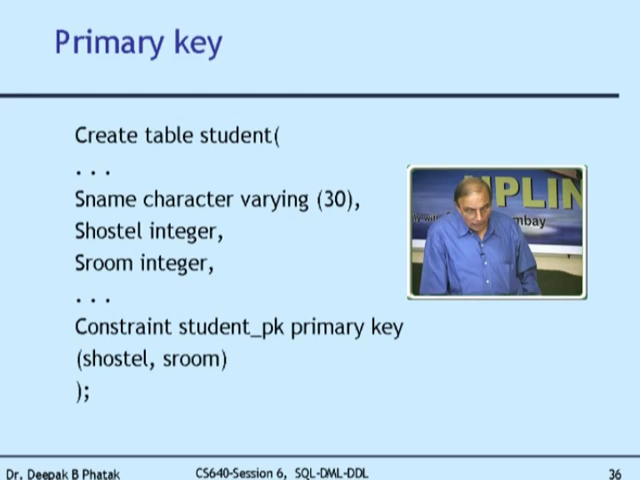 Primary key
Create table student(
. . .
Sname character varying (30),
Shostel integer,
Sroom integer,
. . .
Constraint student_pk primary key
(shostel, sroom)
);
mbay
Dr. Deepak B Phatak CS640-Session 6, SQL-DML-DDL 36